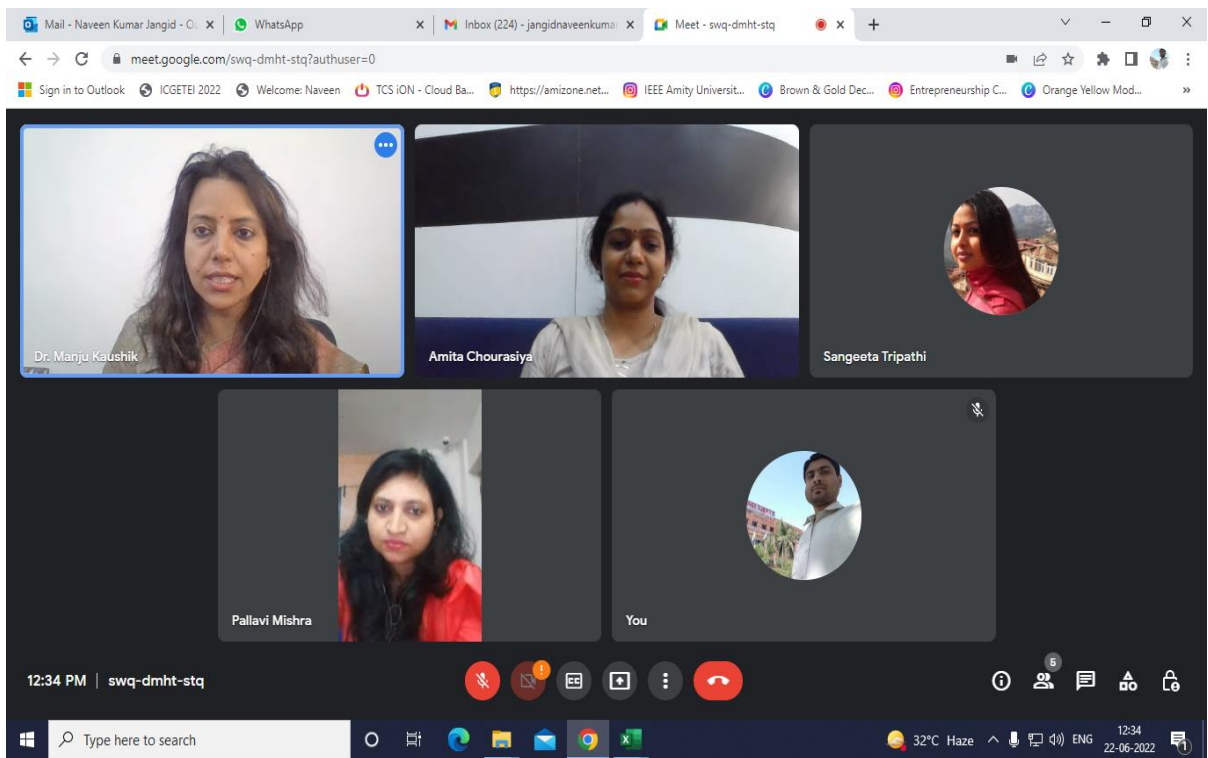 Mail - Naveen Kumar Jangid - Ou
WhatsApp
Inbox (224) - jangidnaveenkumar
Meet - swq-dmht-stq
meet.google.com/swq-dmht-stq?authuser=0
Sign in to Outlook
ICGETEI 2022
Welcome: Naveen
TCS iON - Cloud Ba...
https://amizone.net...
IEEE Amity Universit...
Brown & Gold Dec...
Entrepreneurship C...
Orange Yellow Mod...
Dr. Manju Kaushik
Amita Chourasiya
Sangeeta Tripathi
Pallavi Mishra
You
12:34 PM | swq-dmht-stq
5
Type here to search
32°C Haze
ENG
12:34
22-06-2022
1